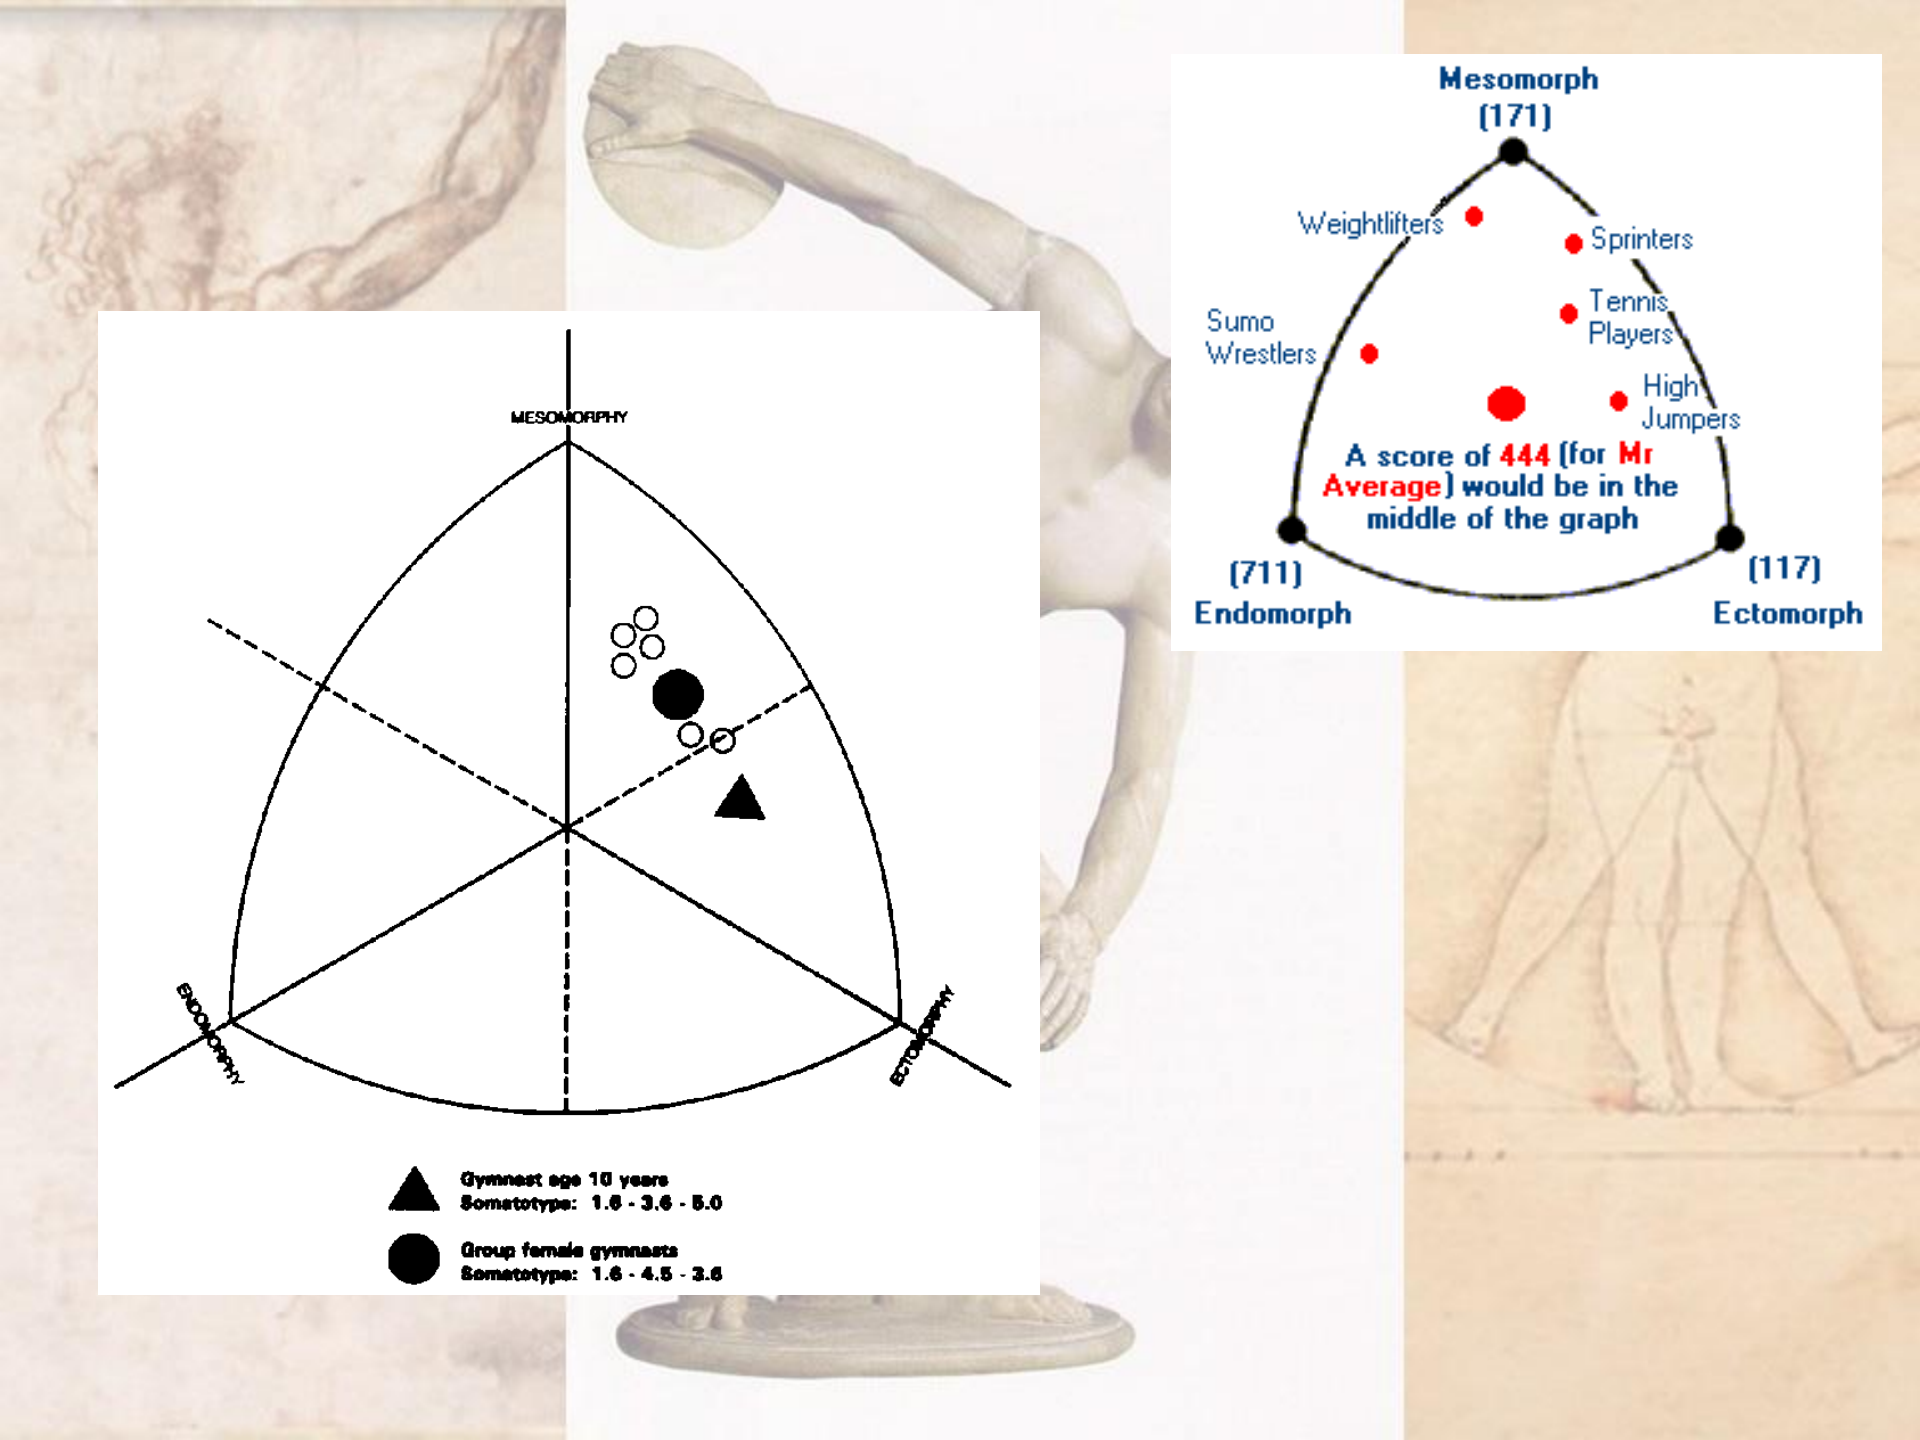 MESOMORPHY
ENDOMORPHY
ECTOMORPHY
Gymnast age 10 years
Somatotype: 1.6 - 3.6 - 5.0
Group female gymnasts
Somatotype: 1.6 - 4.5 - 3.6
Mesomorph
(171)
Weightlifters
Sprinters
Tennis
Players
Sumo
Wrestlers
High
Jumpers
A score of 444 (for Mr
Average) would be in the
middle of the graph
(711)
Endomorph
(117)
Ectomorph